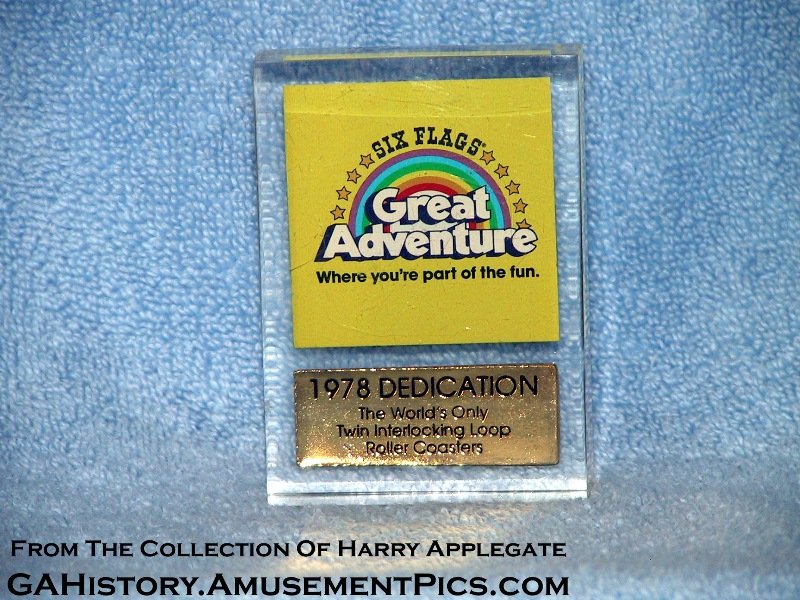 SIX FLAGS®
Great
Adventure
Where you're part of the fun.
1978 DEDICATION
The World's Only
Twin Interlocking Loop
Roller Coasters
From The Collection Of Harry Applegate
GAHistory.AmusementPics.com